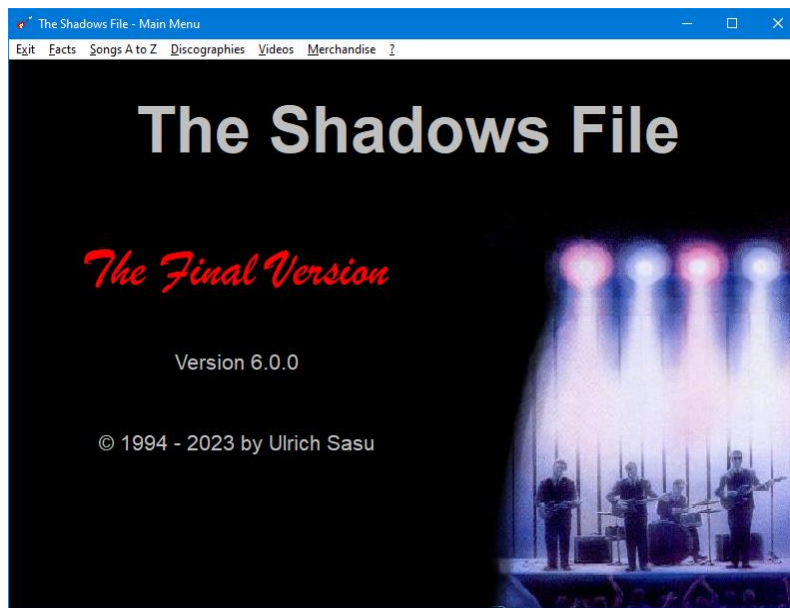 The Shadows File - Main Menu
Exit Facts Songs A to Z Discographies Videos Merchandise ?
The Shadows File
The Final Version
Version 6.0.0
© 1994 - 2023 by Ulrich Sasu